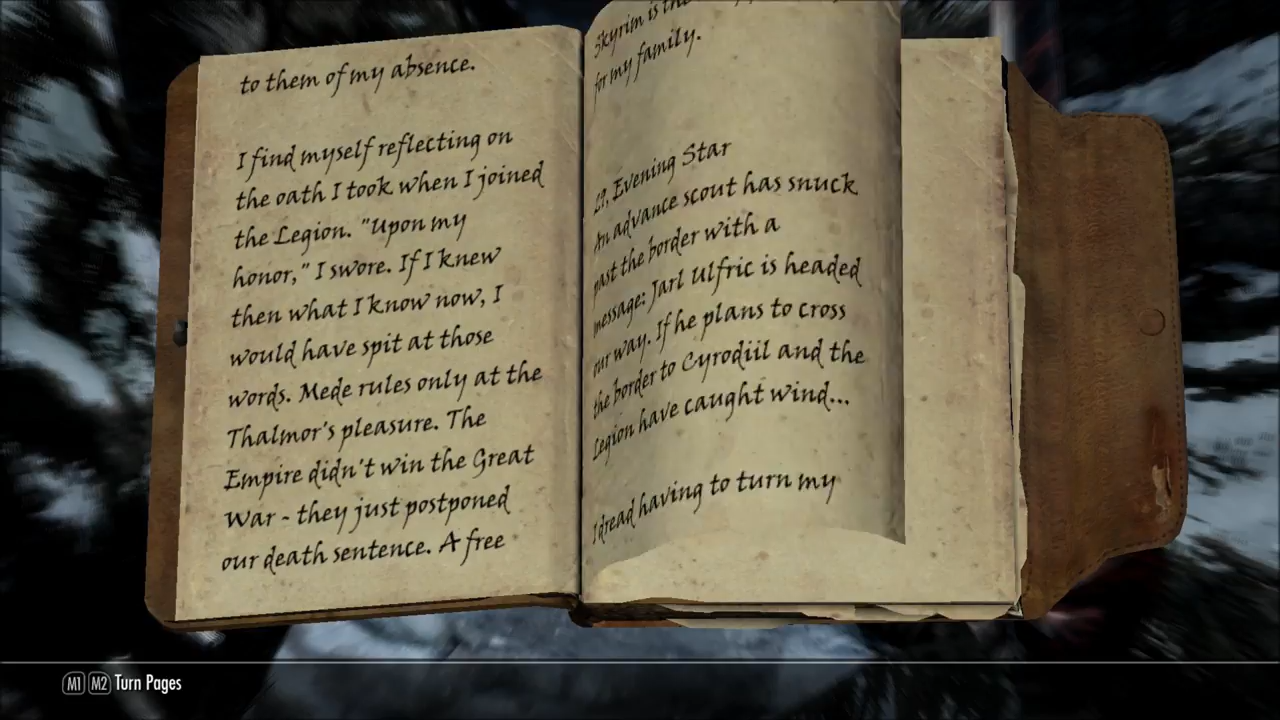 to them of my absence.
I find myself reflecting on
the oath I took when I joined
the Legion. "Upon my
honor," I swore. If I knew
then what I know now, I
would have spit at those
words. Mede rules only at the
Thalmor's pleasure. The
Empire didn't win the Great
War - they just postponed
our death sentence. A free
Skyrim is the
for my family.
29, Evening Star
An advance scout has snuck
past the border with a
message: Jarl Ulfric is headed
our way. If he plans to cross
the border to Cyrodiil and the
Legion have caught wind...
I dread having to turn my
M1 M2 Turn Pages